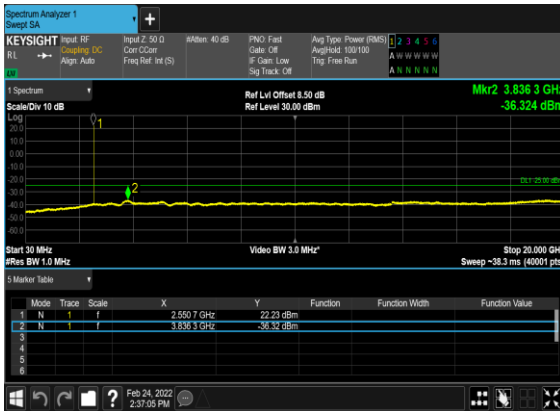 Spectrum Analyzer 1
Swept SA
+
KEYSIGHT Input: RF Input Z: 50 Ω #Atten: 40 dB PNO: Fast Avg Type: Power (RMS) 1 2 3 4 5 6
RL Coupling: DC Corr CCorr Gate: Off Avg|Hold: 100/100 A W W W W W
Align: Auto Freq Ref: Int (S) IF Gain: Low Trig: Free Run
Sig Track: Off A N N N N N
1 Spectrum Ref Lvl Offset 8.50 dB Mkr2 3.836 3 GHz
Scale/Div 10 dB Ref Level 30.00 dBm -36.324 dBm
Log
1
20.0
10.0
0.00
-10.0
-20.0
DL1 -25.00 dBm
-30.0
2
-40.0
-50.0
-60.0
Start 30 MHz Video BW 3.0 MHz* Stop 20.000 GHz
#Res BW 1.0 MHz Sweep ~38.3 ms (40001 pts)
5 Marker Table
Mode Trace Scale X Y Function Function Width Function Value
1 N 1 f 2.550 7 GHz 22.23 dBm
2 N 1 f 3.836 3 GHz -36.32 dBm
3
4
5
6
? Feb 24, 2022
2:37:05 PM